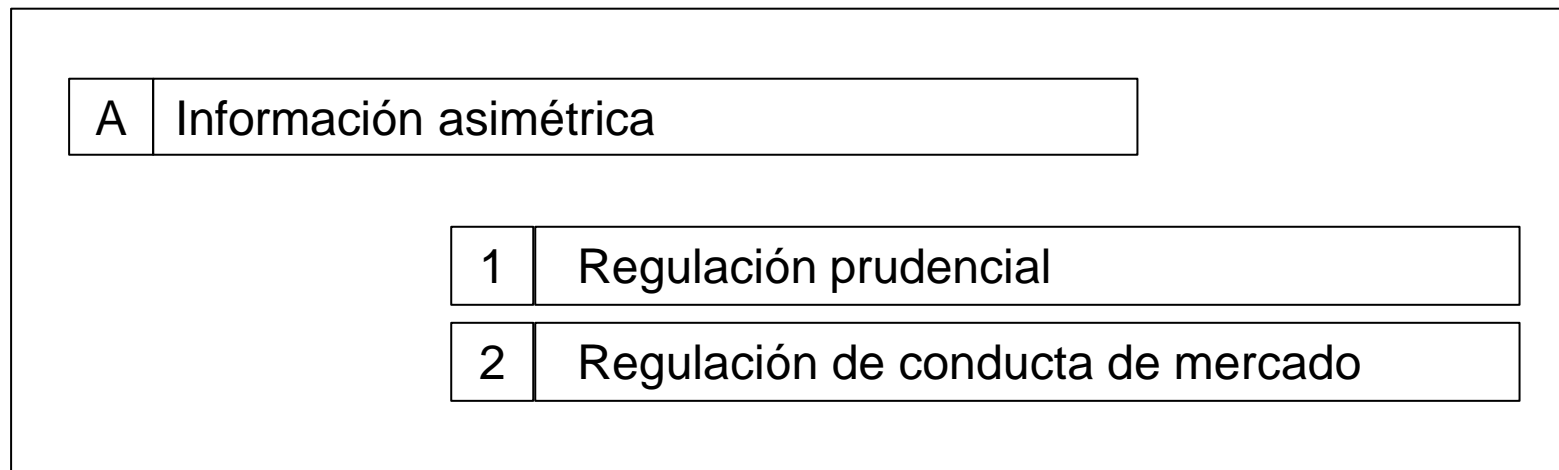 A Información asimétrica
1 Regulación prudencial
2 Regulación de conducta de mercado